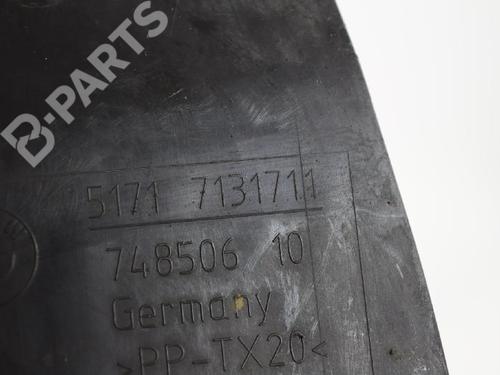 B-PARTS
5171 7131711
748506 10
Germany
>PP-TX20<